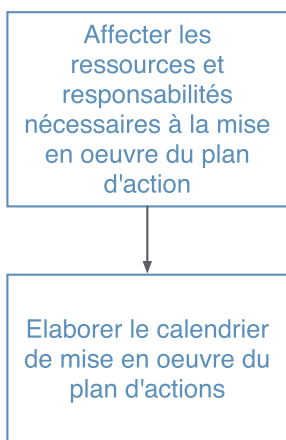 Affecter les
ressources et
responsabilités
nécessaires à la mise
en oeuvre du plan
d'action
Elaborer le calendrier
de mise en oeuvre du
plan d'actions